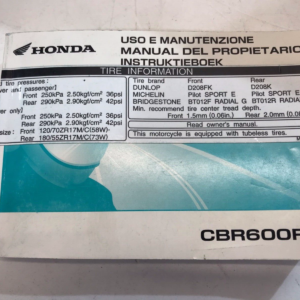 HONDA
USO E MANUTENZIONE
MANUAL DEL PROPIETARIO
INSTRUKTIEBOEK
TIRE INFORMATION
tire pressures :
and passenger]
Front 250kPa 2.50kgf/cm² 36psi
Rear 290kPa 2.90kgf/cm² 42psi
only]
Front 250kPa 2.50kgf/cm² 36psi
Rear 290kPa 2.90kgf/cm² 42psi
size : Front 120/70ZR17M/C(58W)
Rear 180/55ZR17M/C(73W)
Tire brand Front Rear
DUNLOP D208FK D208K
MICHELIN Pilot SPORT E Pilot SPORT E
BRIDGESTONE BT012F RADIAL G BT012R RADIAL
Min. recommend tire center tread depth.
Front 1.5mm (0.06in.) Rear 2.0mm (0.0
Read owner's manual.
This motorcycle is equipped with tubeless tires.
CBR600F